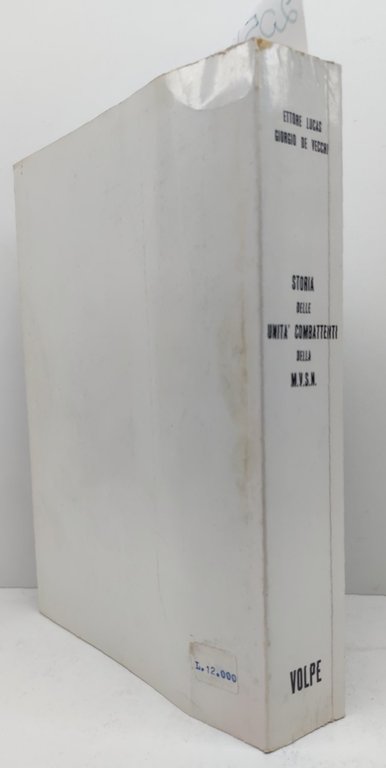 ETTORE LUCAS
GIORGIO DE VECCHI
STORIA
DELLE
UNITA' COMBATTENTI
DELLA
M.V.S.N.
VOLPE
L. 12.000